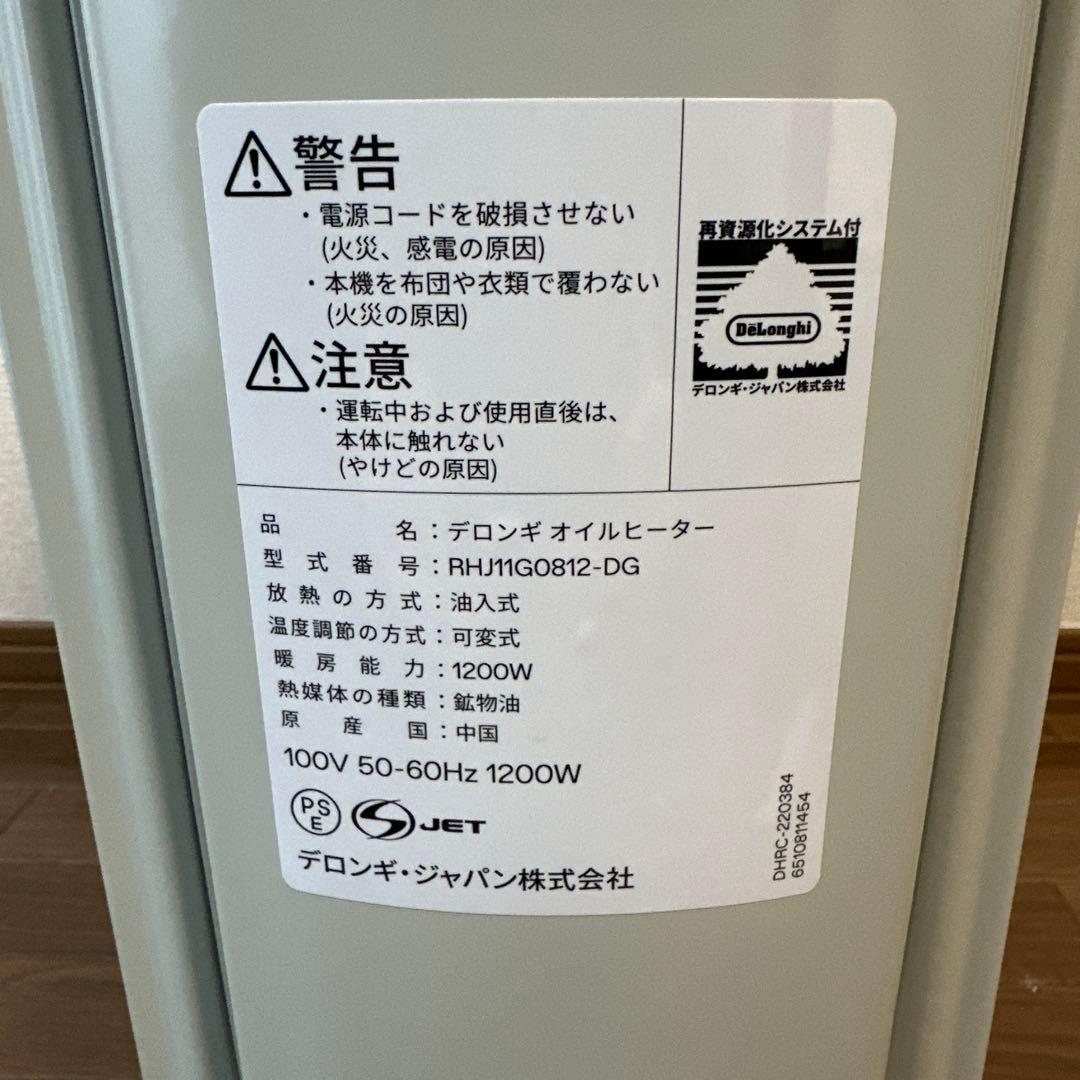 警告
・電源コードを破損させない
(火災、感電の原因)
・本機を布団や衣類で覆わない
(火災の原因)
注意
・運転中および使用直後は、
本体に触れない
(やけどの原因)
再資源化システム付
DeLonghi
デロンギ・ジャパン株式会社
品名：デロンギ オイルヒーター
型式番号：RHJ11G0812-DG
放熱の方式：油入式
温度調節の方式：可変式
暖房能力：1200W
熱媒体の種類：鉱物油
原産国：中国
100V 50-60Hz 1200W
PS
E
JET
デロンギ・ジャパン株式会社
DHRC-220384
6510811454